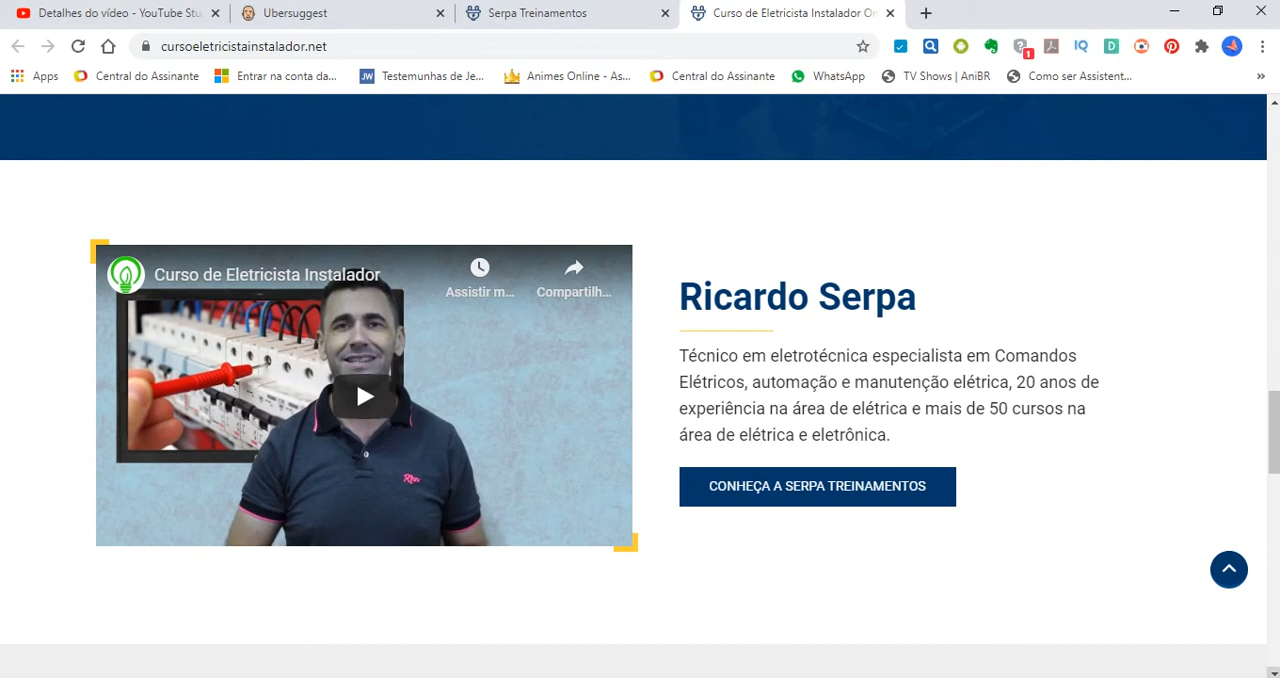 Detalhes do vídeo - YouTube Stu
Ubersuggest
Serpa Treinamentos
Curso de Eletricista Instalador On
cursoeletricistainstalador.net
1
IQ
D
Apps
Central do Assinante
Entrar na conta da...
JW
Testemunhas de Je...
Animes Online - As...
Central do Assinante
WhatsApp
TV Shows | AniBR
Como ser Assistent...
»
Curso de Eletricista Instalador
Assistir m...
Compartilh...
Rhn
Ricardo Serpa
Técnico em eletrotécnica especialista em Comandos
Elétricos, automação e manutenção elétrica, 20 anos de
experiência na área de elétrica e mais de 50 cursos na
área de elétrica e eletrônica.
CONHEÇA A SERPA TREINAMENTOS